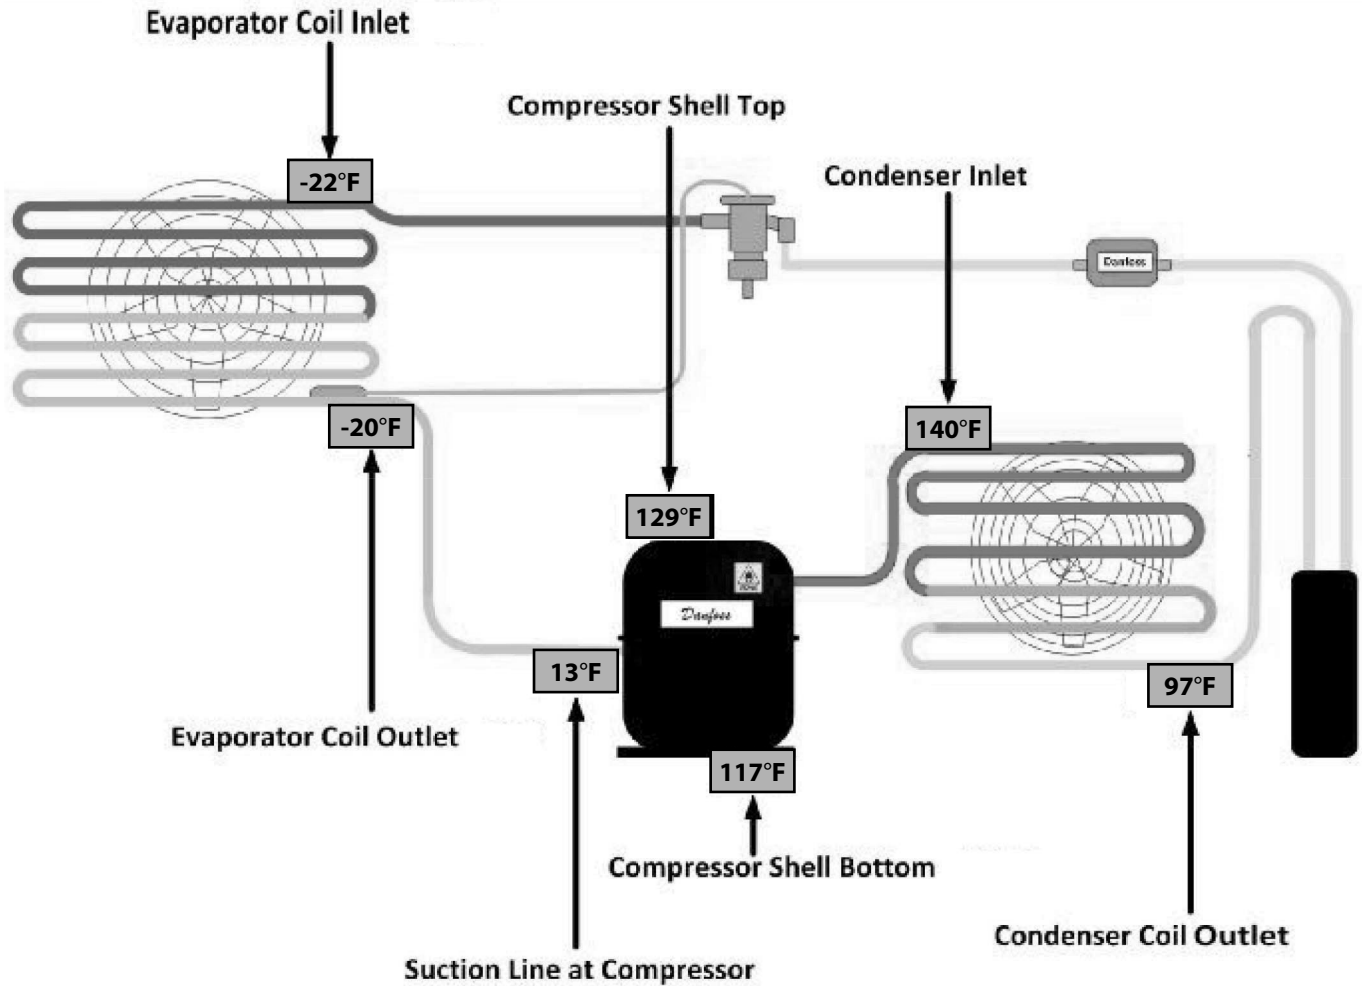 Evaporator Coil Inlet
Compressor Shell Top
Condenser Inlet
-22°F
Danfoss
-20°F
140°F
129°F
Danfoss
13°F
97°F
Evaporator Coil Outlet
117°F
Compressor Shell Bottom
Condenser Coil Outlet
Suction Line at Compressor